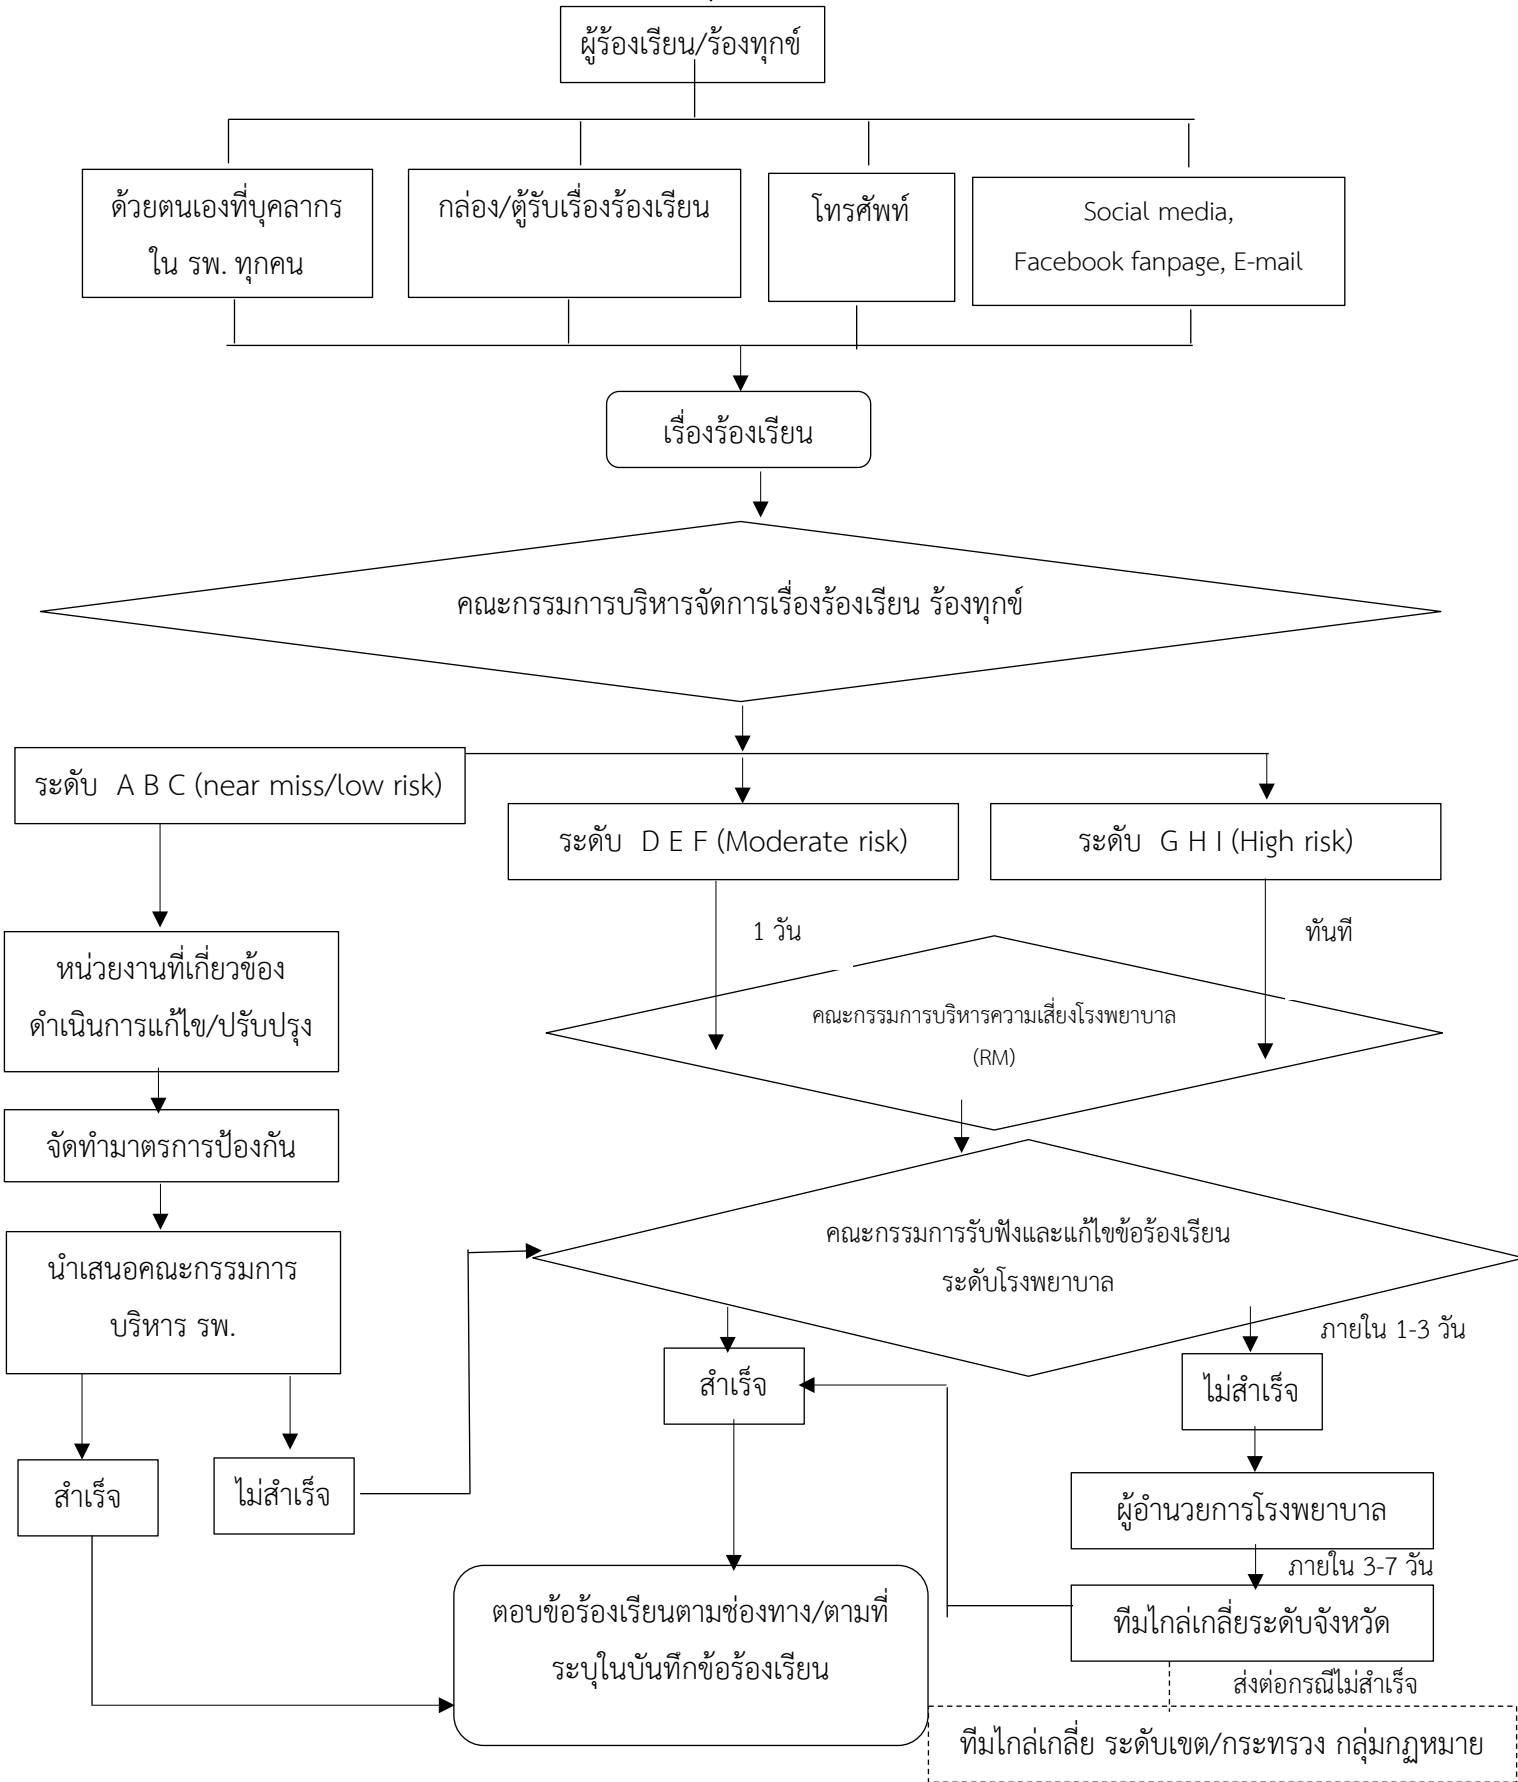 ผู้ร้องเรียน/ร้องทุกข์
ด้วยตนเองที่บุคลากร
ใน รพ. ทุกคน
กล่อง/ตู้รับเรื่องร้องเรียน
โทรศัพท์
Social media,
Facebook fanpage, E-mail
เรื่องร้องเรียน
คณะกรรมการบริหารจัดการเรื่องร้องเรียน ร้องทุกข์
ระดับ A B C (near miss/low risk)
ระดับ D E F (Moderate risk)
ระดับ G H I (High risk)
1 วัน
ทันที
หน่วยงานที่เกี่ยวข้อง
ดำเนินการแก้ไข/ปรับปรุง
คณะกรรมการบริหารความเสี่ยงโรงพยาบาล
(RM)
จัดทำมาตรการป้องกัน
นำเสนอคณะกรรมการ
บริหาร รพ.
คณะกรรมการรับฟังและแก้ไขข้อร้องเรียน
ระดับโรงพยาบาล
ภายใน 1-3 วัน
สำเร็จ
ไม่สำเร็จ
สำเร็จ
ไม่สำเร็จ
ผู้อำนวยการโรงพยาบาล
ภายใน 3-7 วัน
ตอบข้อร้องเรียนตามช่องทาง/ตามที่
ระบุในบันทึกข้อร้องเรียน
ทีมไกล่เกลี่ยระดับจังหวัด
ส่งต่อกรณีไม่สำเร็จ
ทีมไกล่เกลี่ย ระดับเขต/กระทรวง กลุ่มกฎหมาย